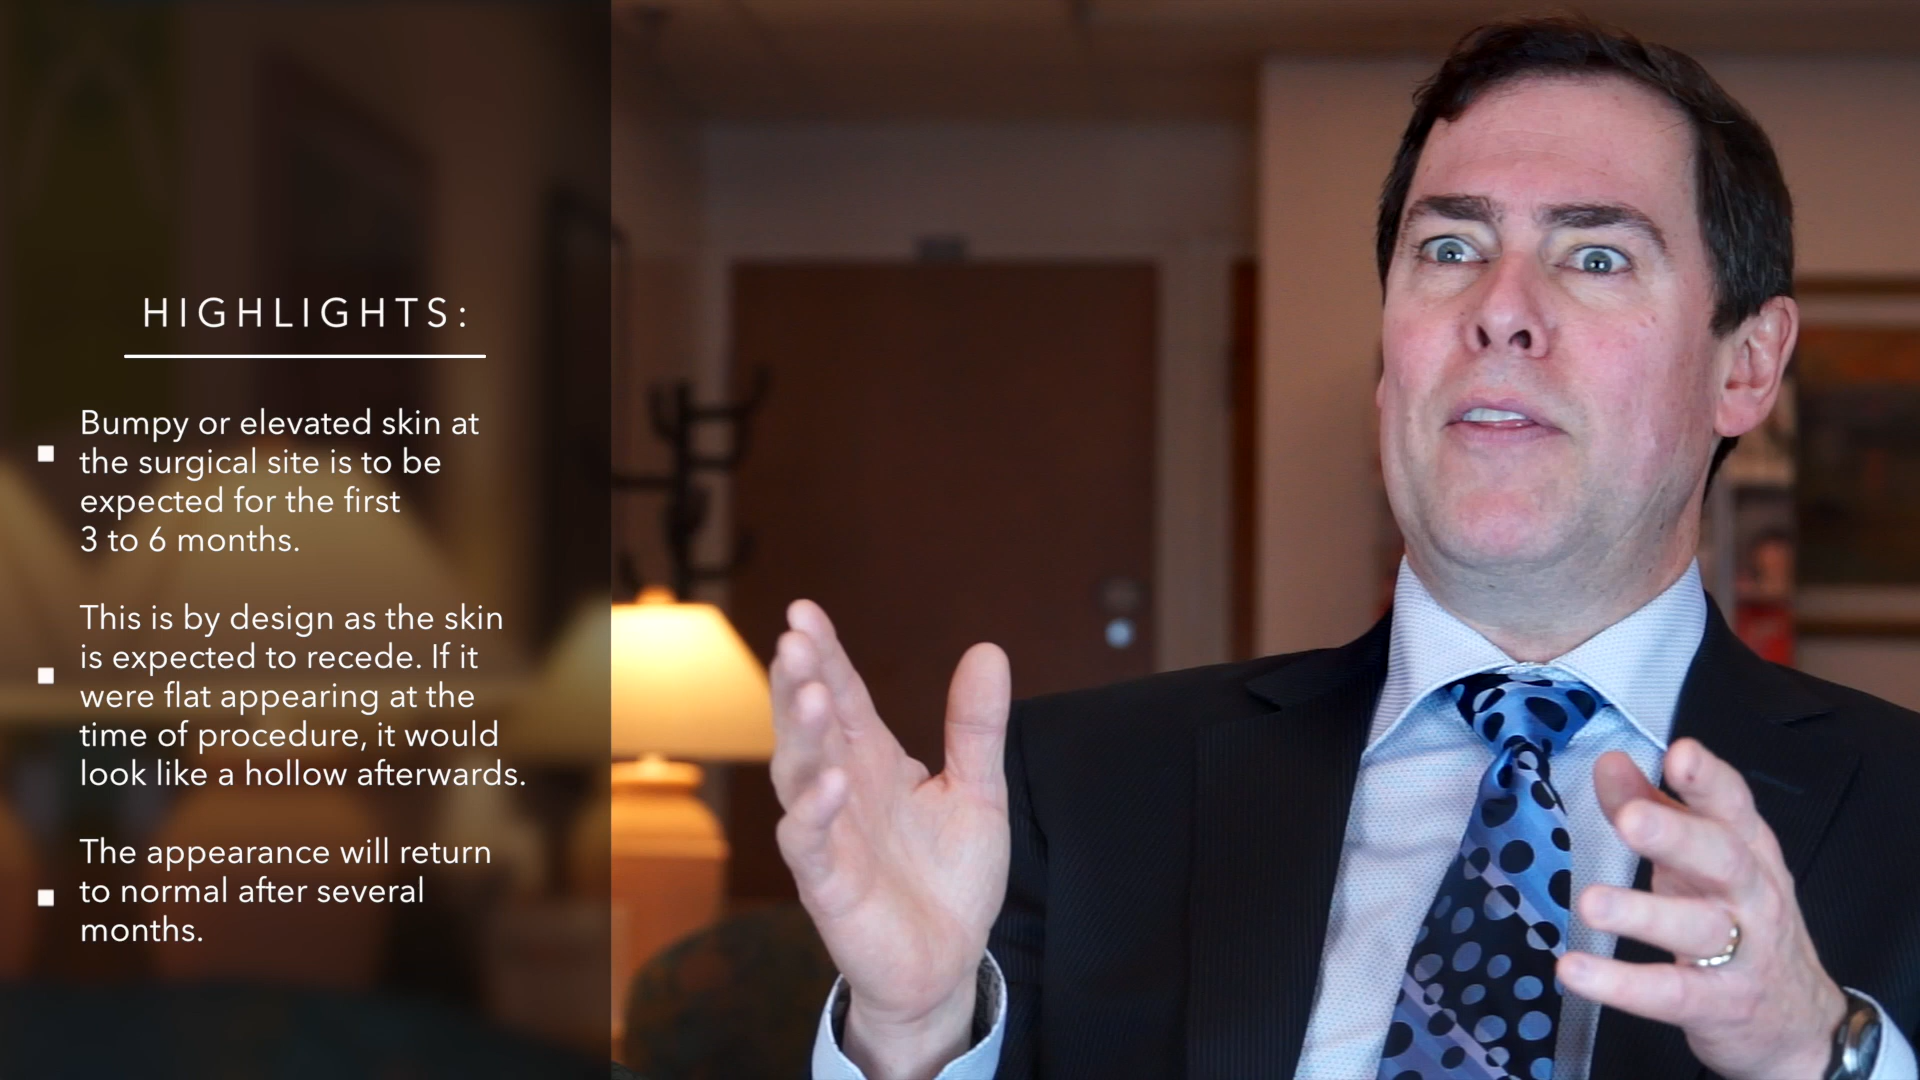 HIGHLIGHTS:
Bumpy or elevated skin at
the surgical site is to be
expected for the first
3 to 6 months.
This is by design as the skin
is expected to recede. If it
were flat appearing at the
time of procedure, it would
look like a hollow afterwards.
The appearance will return
to normal after several
months.